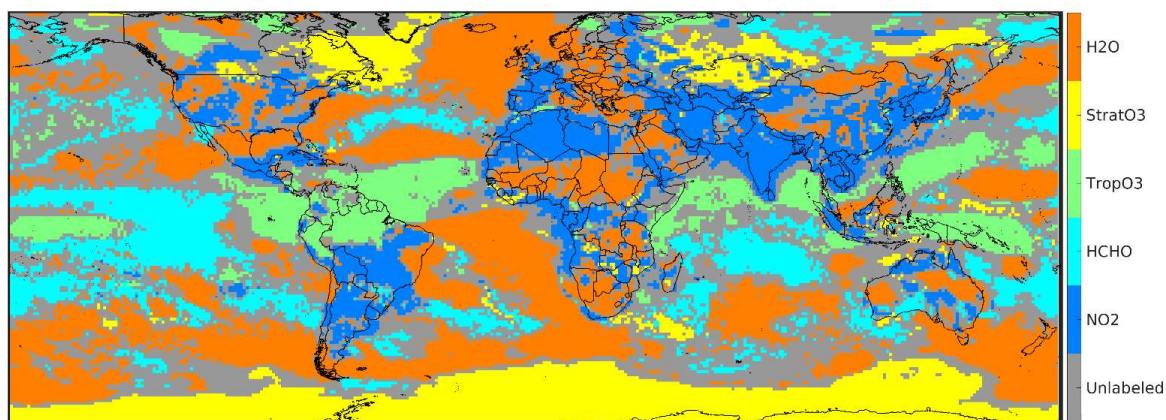 H2O
StratO3
TropO3
HCHO
NO2
Unlabeled